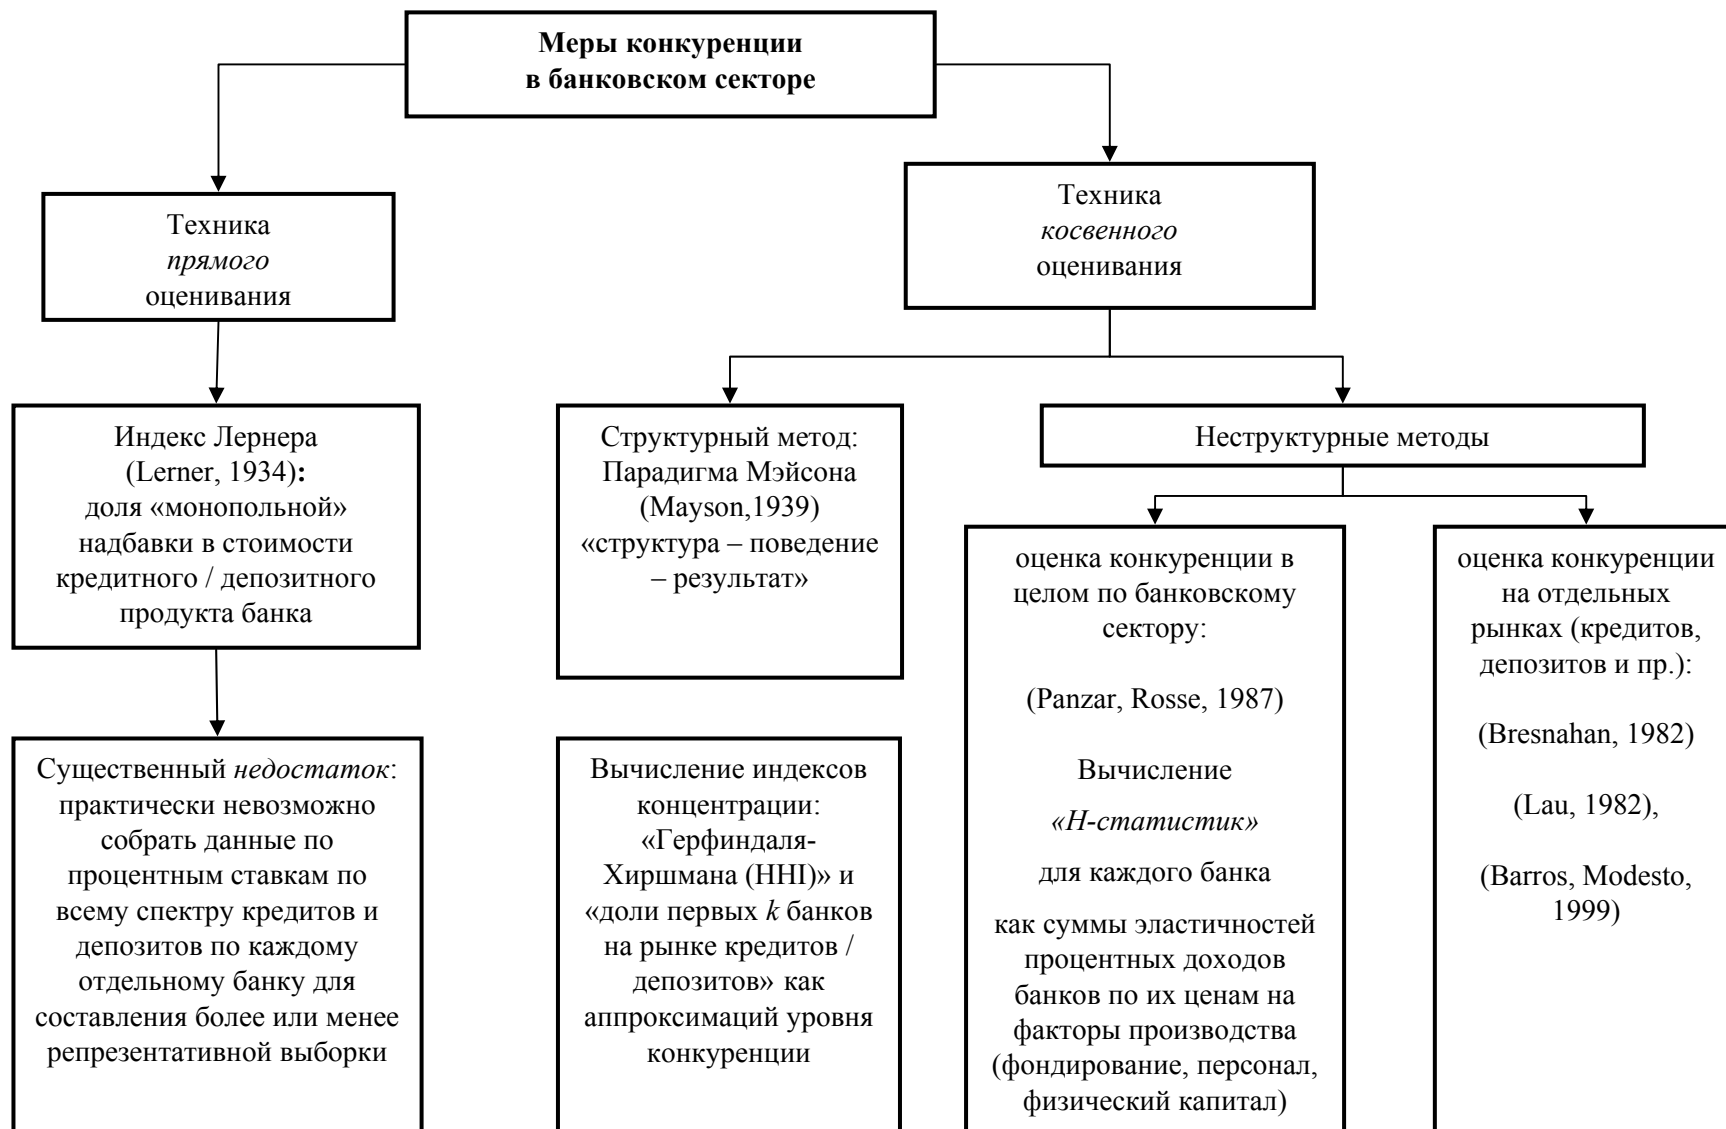 Меры конкуренции
в банковском секторе
Техника
прямого
оценивания
Техника
косвенного
оценивания
Индекс Лернера
(Lerner, 1934):
доля «монопольной»
надбавки в стоимости
кредитного / депозитного
продукта банка
Структурный метод:
Парадигма Мэйсона
(Mayson,1939)
«структура – поведение
– результат»
Неструктурные методы
Существенный недостаток:
практически невозможно
собрать данные по
процентным ставкам по
всему спектру кредитов и
депозитов по каждому
отдельному банку для
составления более или менее
репрезентативной выборки
Вычисление индексов
концентрации:
«Герфиндаля-
Хиршмана (HHI)» и
«доли первых k банков
на рынке кредитов /
депозитов» как
аппроксимаций уровня
конкуренции
оценка конкуренции в
целом по банковскому
сектору:
(Panzar, Rosse, 1987)
Вычисление
«Н-статистик»
для каждого банка
как суммы эластичностей
процентных доходов
банков по их ценам на
факторы производства
(фондирование, персонал,
физический капитал)
оценка конкуренции
на отдельных
рынках (кредитов,
депозитов и пр.):
(Bresnahan, 1982)
(Lau, 1982),
(Barros, Modesto,
1999)